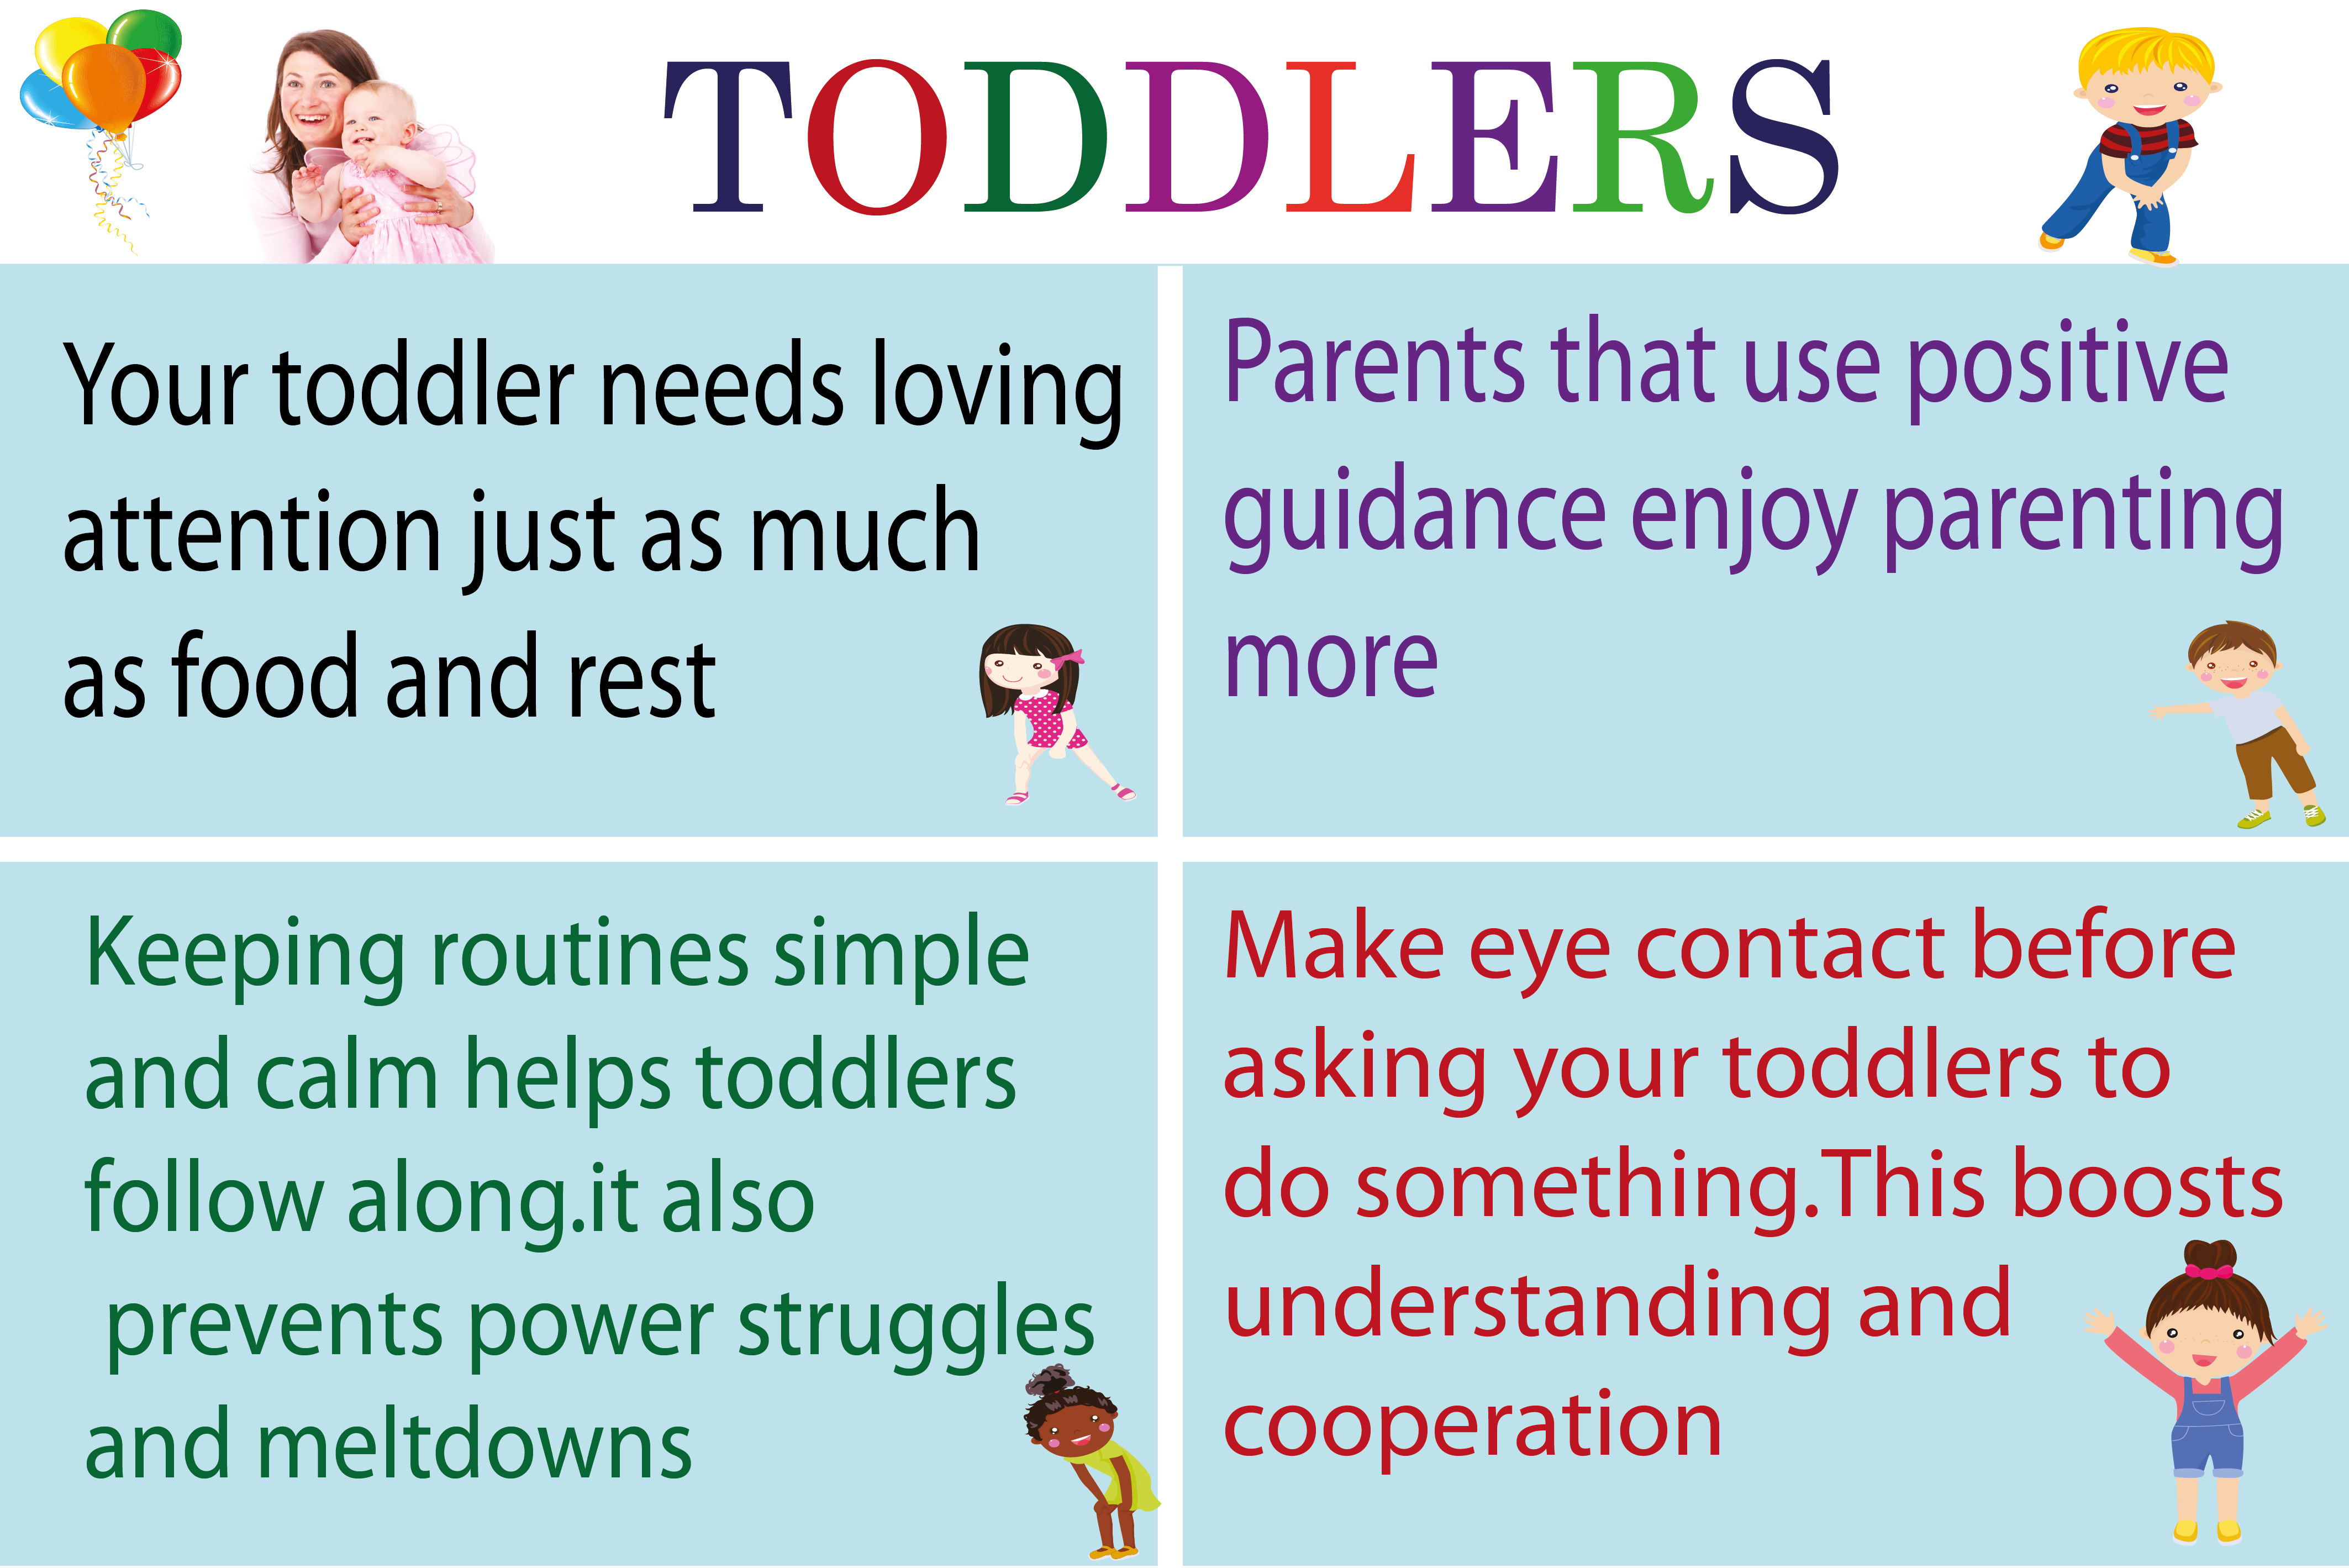 TODDLERS
Your toddler needs loving
attention just as much
as food and rest
Parents that use positive
guidance enjoy parenting
more
Keeping routines simple
and calm helps toddlers
follow along.it also
prevents power struggles
and meltdowns
Make eye contact before
asking your toddlers to
do something.This boosts
understanding and
cooperation